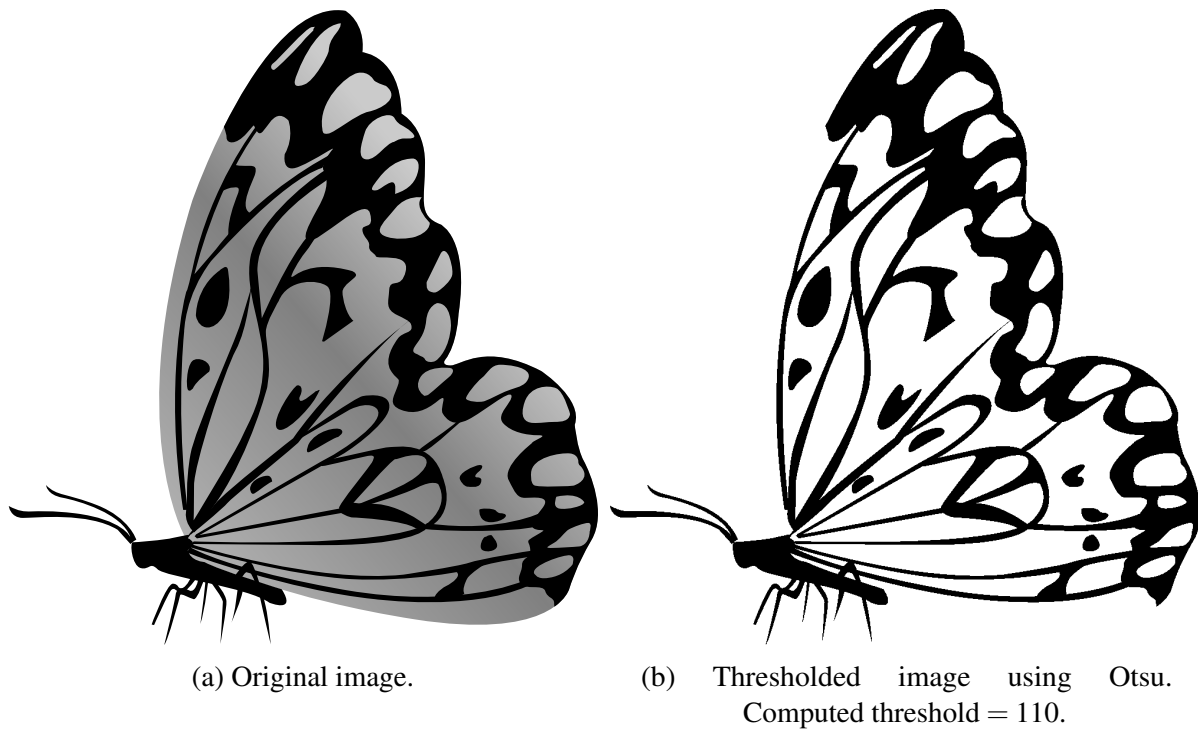 (a) Original image.
(b) Thresholded image using Otsu.
Computed threshold = 110.